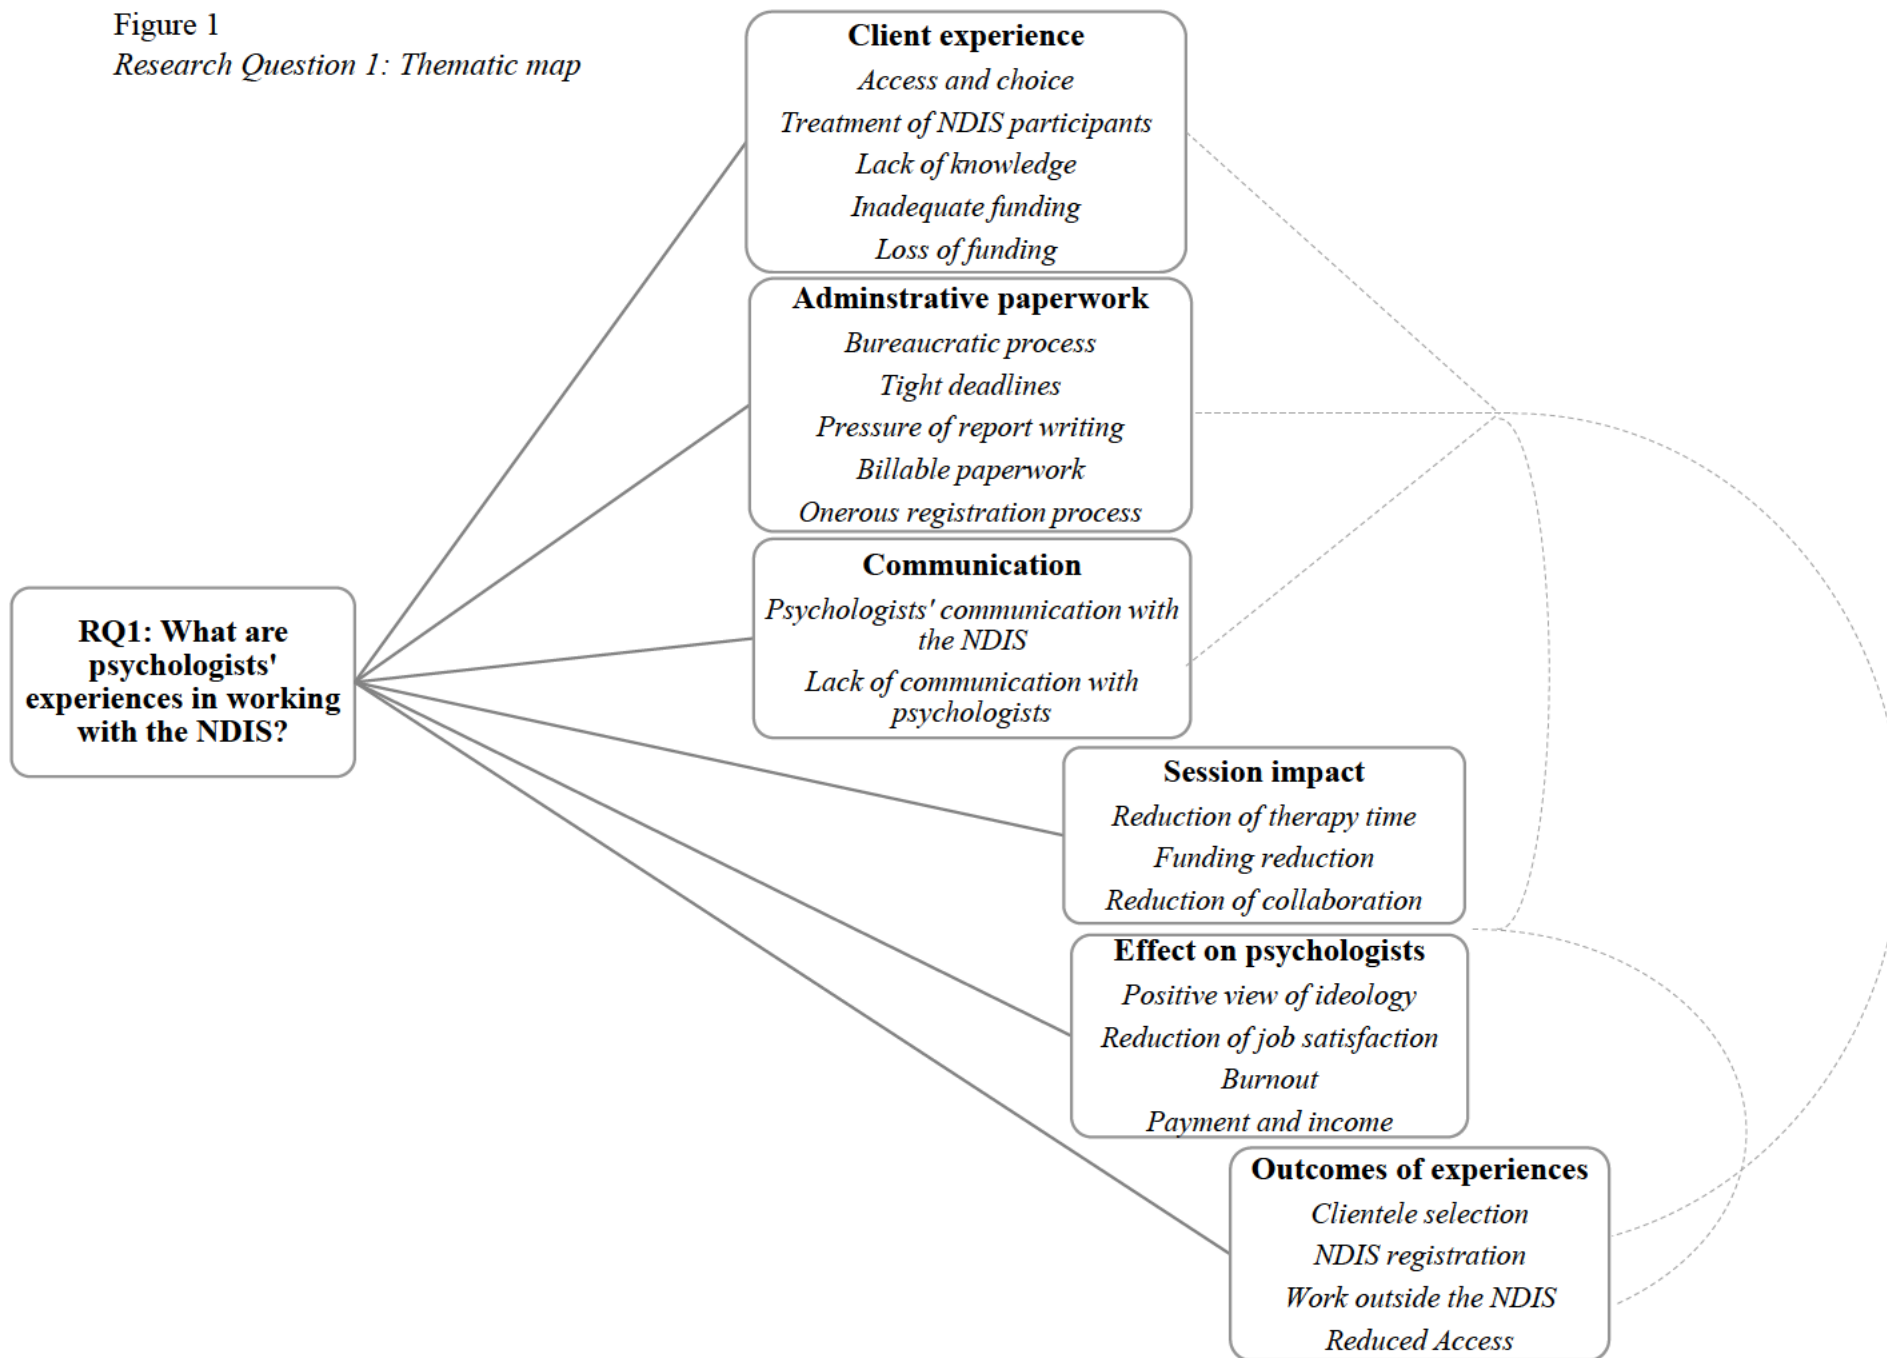 Figure 1
Research Question 1: Thematic map
Client experience
Access and choice
Treatment of NDIS participants
Lack of knowledge
Inadequate funding
Loss of funding
Adminstrative paperwork
Bureaucratic process
Tight deadlines
Pressure of report writing
Billable paperwork
Onerous registration process
Communication
Psychologists' communication with
the NDIS
Lack of communication with
psychologists
RQ1: What are
psychologists'
experiences in working
with the NDIS?
Session impact
Reduction of therapy time
Funding reduction
Reduction of collaboration
Effect on psychologists
Positive view of ideology
Reduction of job satisfaction
Burnout
Payment and income
Outcomes of experiences
Clientele selection
NDIS registration
Work outside the NDIS
Reduced Access